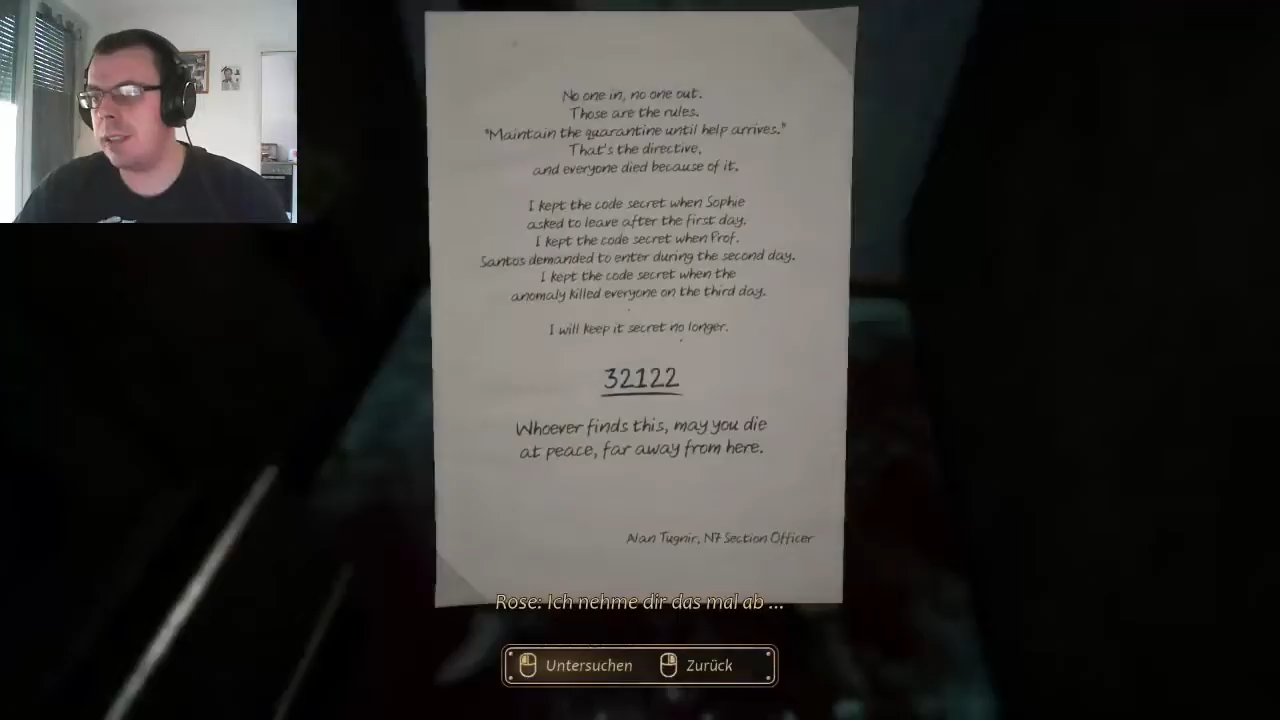 No one in, no one out.
Those are the rules.
"Maintain the quarantine until help arrives."
That's the directive,
and everyone died because of it.
I kept the code secret when Sophie
asked to leave after the first day.
I kept the code secret when Prof.
Santos demanded to enter during the second day.
I kept the code secret when the
anomaly killed everyone on the third day.
I will keep it secret no longer.
32122
Whoever finds this, may you die
at peace, far away from here.
Alan Tugnir, N7 Section Officer
Rose: Ich nehme dir das mal ab ...
Untersuchen Zurück